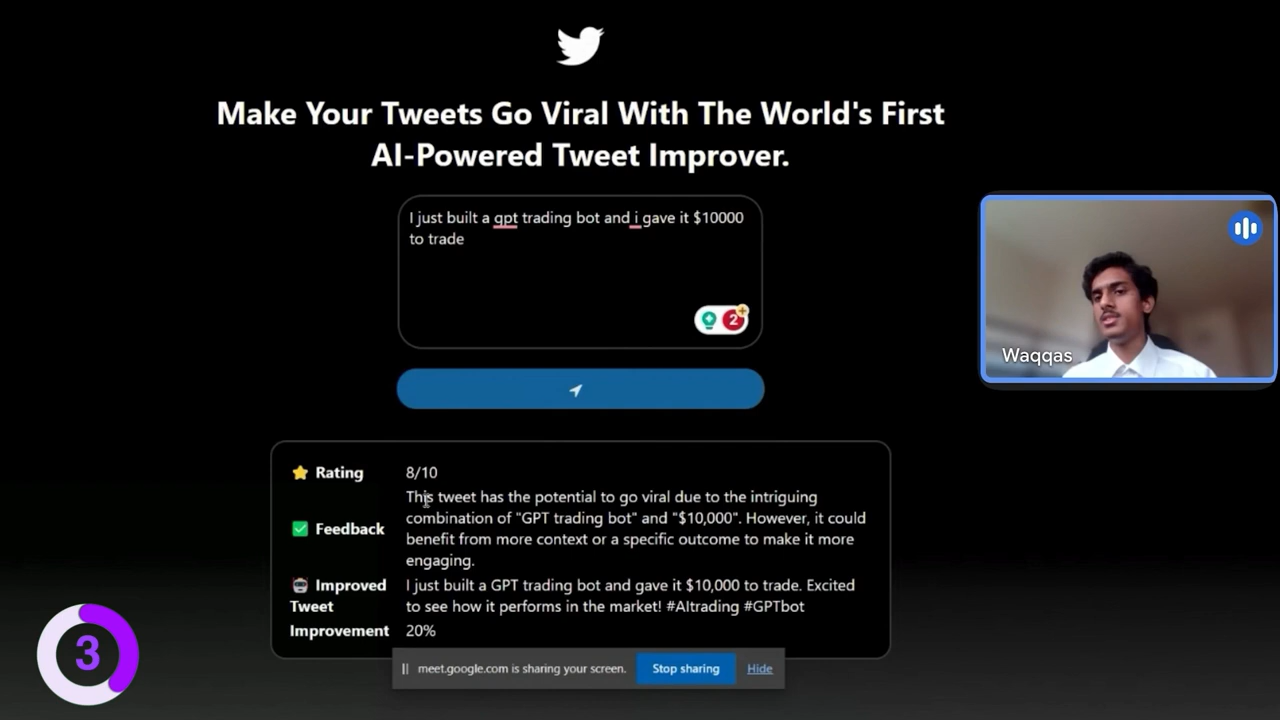 Make Your Tweets Go Viral With The World's First
AI-Powered Tweet Improver.
I just built a gpt trading bot and i gave it $10000
to trade
2
Waqqas
Rating 8/10
Feedback
This tweet has the potential to go viral due to the intriguing
combination of "GPT trading bot" and "$10,000". However, it could
benefit from more context or a specific outcome to make it more
engaging.
Improved
Tweet
I just built a GPT trading bot and gave it $10,000 to trade. Excited
to see how it performs in the market! #AItrading #GPTbot
Improvement 20%
meet.google.com is sharing your screen. Stop sharing Hide
3